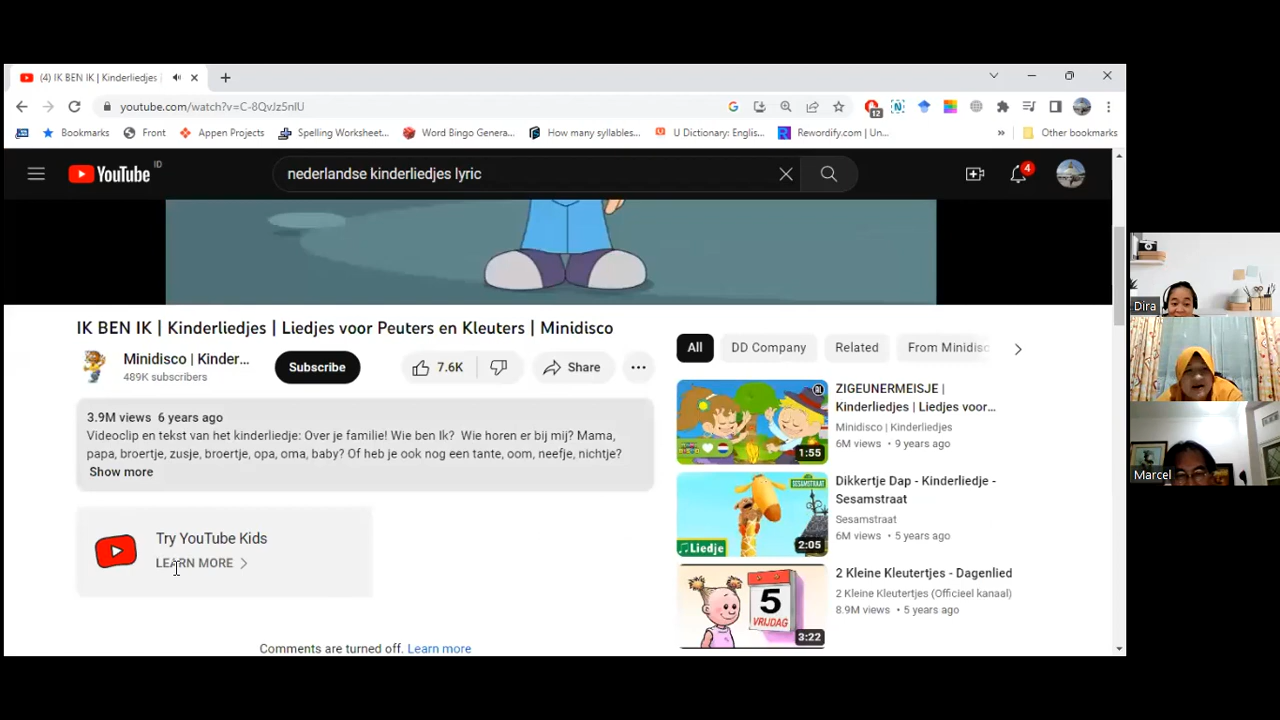 (4) IK BEN IK | Kinderliedjes |
youtube.com/watch?v=C-8QvJz5nIU
12
Bookmarks
Front
Appen Projects
Spelling Worksheet...
Word Bingo Genera...
How many syllables...
U Dictionary: Englis...
Rewordify.com | Un...
»
Other bookmarks
YouTube ID
nederlandse kinderliedjes lyric
4
IK BEN IK | Kinderliedjes | Liedjes voor Peuters en Kleuters | Minidisco
Minidisco | Kinder...
489K subscribers
Subscribe
7.6K
Share
3.9M views 6 years ago
Videoclip en tekst van het kinderliedje: Over je familie! Wie ben Ik? Wie horen er bij mij? Mama,
papa, broertje, zusje, broertje, opa, oma, baby? Of heb je ook nog een tante, oom, neefje, nichtje?
Show more
Try YouTube Kids
LEARN MORE
Comments are turned off. Learn more
All
DD Company
Related
From Minidisc
ZIGEUNERMEISJE |
Kinderliedjes | Liedjes voor...
Minidisco | Kinderliedjes
6M views • 9 years ago
1:55
Dikkertje Dap - Kinderliedje -
Sesamstraat
Sesamstraat
6M views • 5 years ago
SESAMSTRAAT
Liedje
2:05
2 Kleine Kleutertjes - Dagenlied
2 Kleine Kleutertjes (Officieel kanaal)
8.9M views • 5 years ago
5
VRIJDAG
3:22
Dira
Marcel